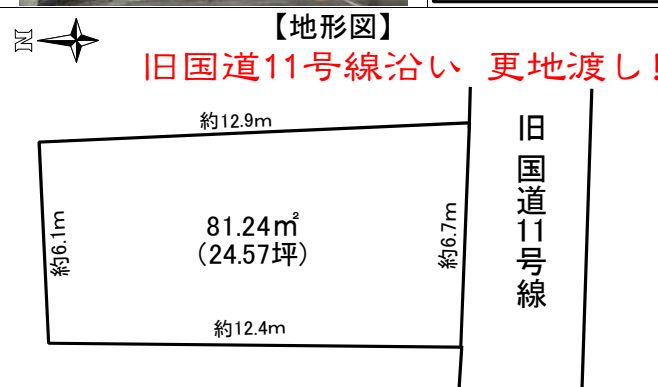 【地形図】
N
旧国道11号線沿い 更地渡し!
約12.9m
旧国道11号線
約6.1m
81.24㎡
(24.57坪)
約6.7m
約12.4m